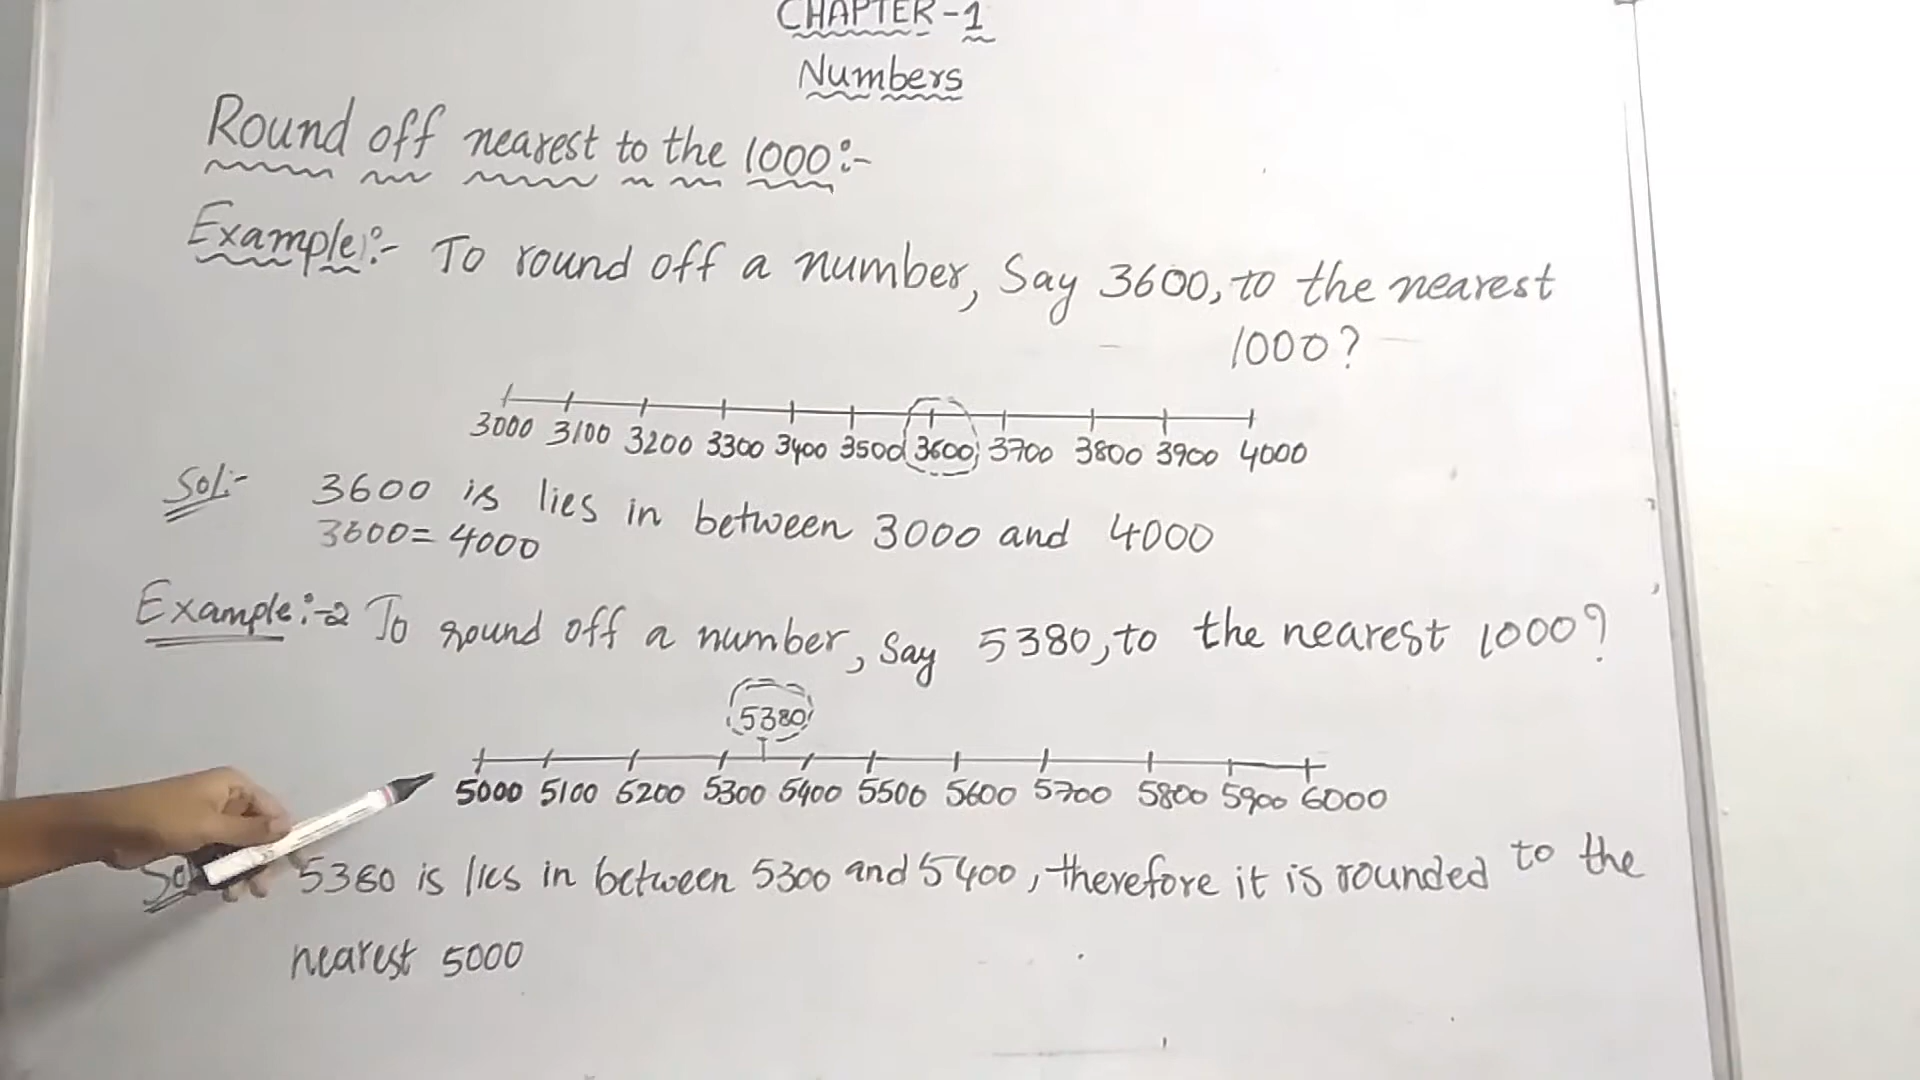 CHAPTER-1
Numbers
Round off nearest to the 1000:-
Example:- To round off a number, Say 3600, to the nearest
1000?
3000 3100 3200 3300 3400 3500 3600 3700 3800 3900 4000
Sol:- 3600 is lies in between 3000 and 4000
3600=4000
Example:-2 To round off a number, Say 5380, to the nearest 1000?
5380
5000 5100 5200 5300 5400 5500 5600 5700 5800 5900 6000
5380 is lies in between 5300 and 5400, therefore it is rounded to the
nearest 5000